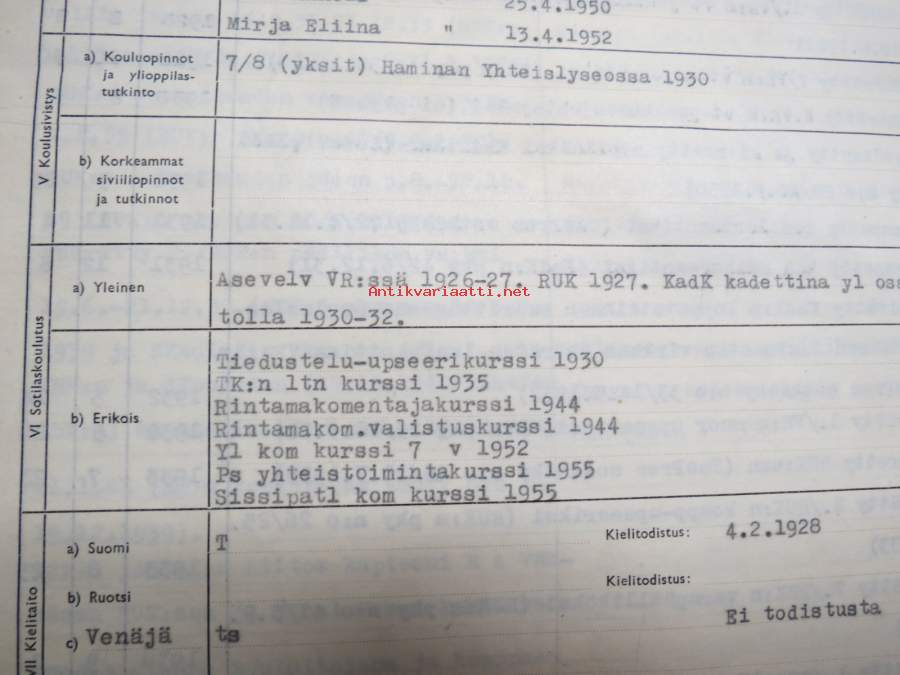 25.4.1950
Mirja Eliina " 13.4.1952
V Koulusivistys
a) Kouluopinnot ja ylioppilas- tutkinto
7/8 (yksit) Haminan Yhteislyseossa 1930
b) Korkeammat siviiliopinnot ja tutkinnot
VI Sotilaskoulutus
a) Yleinen
Asevelv VR:ssä 1926-27. RUK 1927. KadK kadettina yl os
tolla 1930-32.
Antikvariaatti.net
b) Erikois
Tiedustelu-upseerikurssi 1930
TK:n ltn kurssi 1935
Rintamakomentajakurssi 1944
Rintamakom.valistuskurssi 1944
Yl kom kurssi 7 v 1952
Ps yhteistoimintakurssi 1955
Sissipatl kom kurssi 1955
VII Kielitaito
a) Suomi T Kielitodistus: 4.2.1928
b) Ruotsi Kielitodistus:
Ei todistusta
c) Venäjä ts